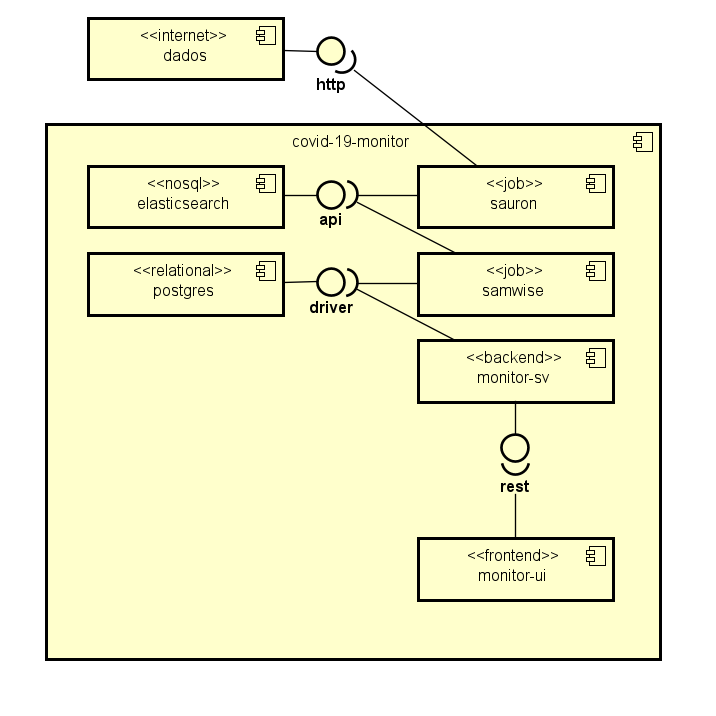 <<internet>>
dados
http
covid-19-monitor
<<nosql>>
elasticsearch
api
<<job>>
sauron
<<relational>>
postgres
driver
<<job>>
samwise
<<backend>>
monitor-sv
rest
<<frontend>>
monitor-ui